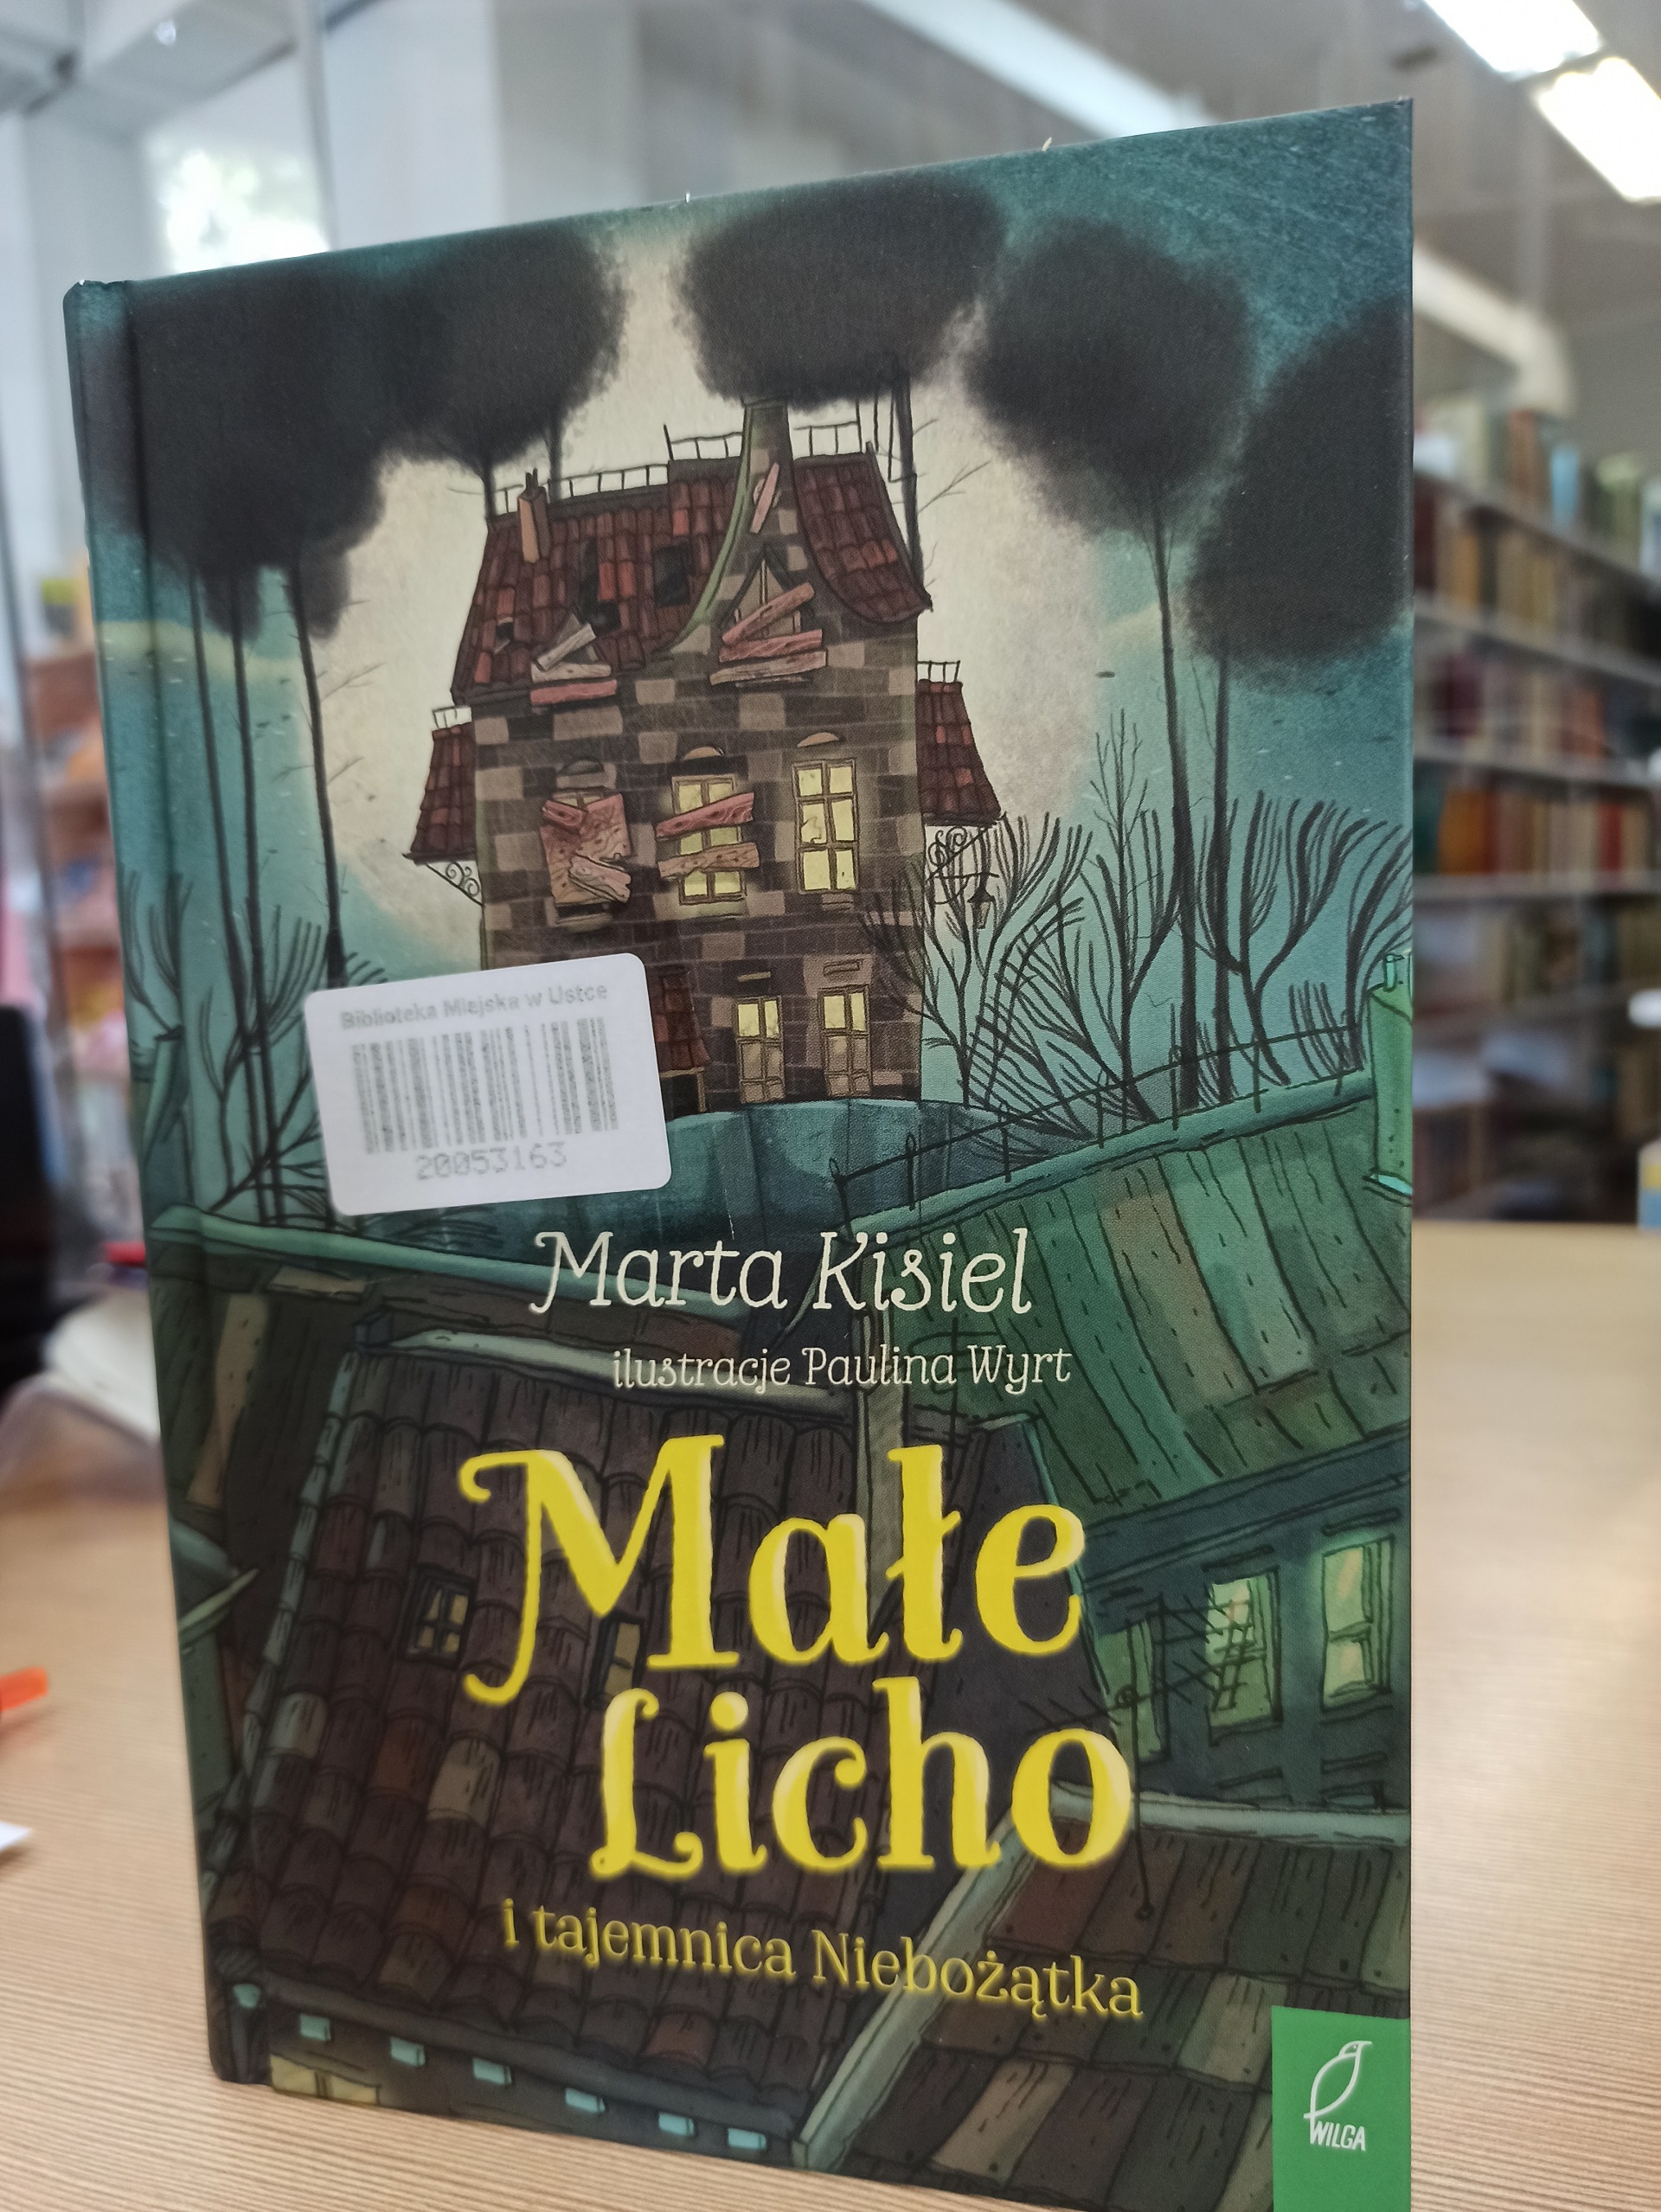 Biblioteka Miejska w Ustce
20053163
Marta Kisiel
ilustracje Paulina Wyrt
Małe
Licho
i tajemnica Niebożątka
WILGA